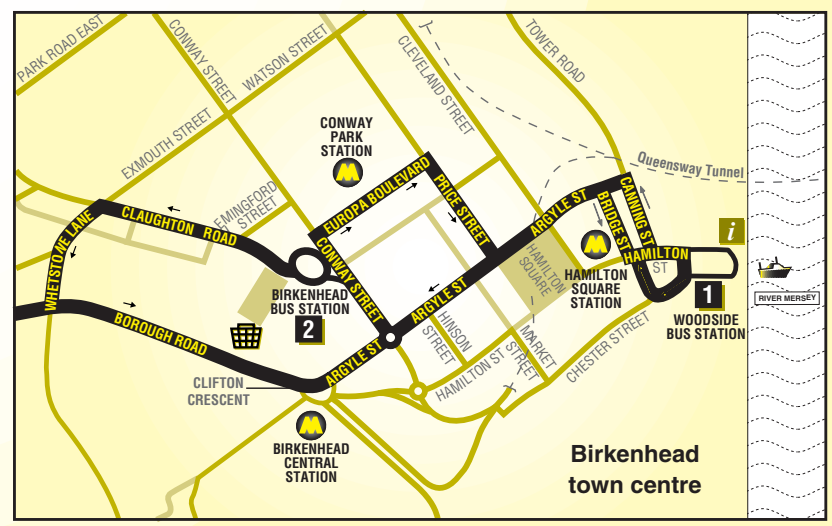 PARK ROAD EAST
CONWAY STREET
WATSON STREET
CLEVELAND STREET
TOWER ROAD
EXMOUTH STREET
CONWAY
PARK
STATION
M
Queensway Tunnel
HEMINGFORD
STREET
EUROPA BOULEVARD
PRICE STREET
ARGYLE ST
CANNING ST
BRIDGE ST
WHETSTONE LANE
CLAUGHTON ROAD
CONWAY STREET
HAMILTON
SQUARE
M
HAMILTON
SQUARE
STATION
HAMILTON
ST
i
1
WOODSIDE
BUS STATION
RIVER MERSEY
BIRKENHEAD
BUS STATION
2
ARGYLE ST
BOROUGH ROAD
ARGYLE ST
HINSON
STREET
HAMILTON ST
MARKET
STREET
CHESTER STREET
CLIFTON
CRESCENT
M
BIRKENHEAD
CENTRAL
STATION
Birkenhead
town centre